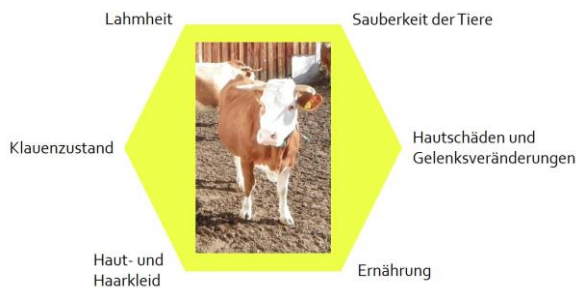 Lahmheit
Sauberkeit der Tiere
Klauenzustand
Hautschäden und
Gelenksveränderungen
Haut- und
Haarkleid
Ernährung